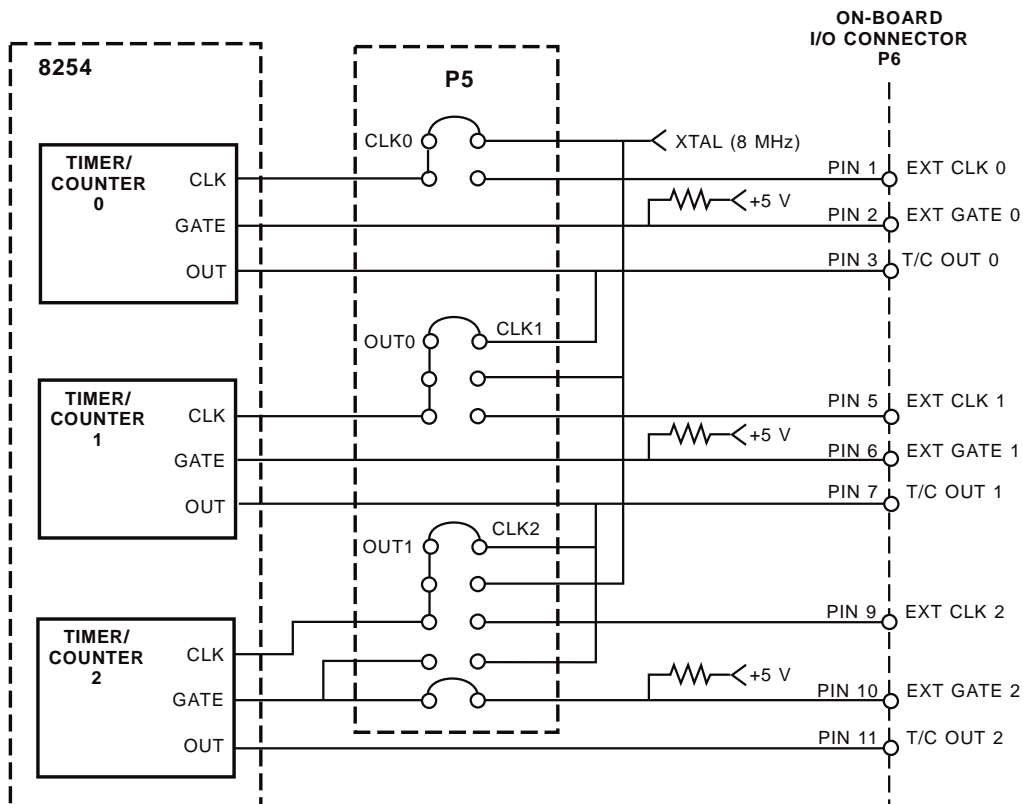 ON-BOARD
I/O CONNECTOR
P6
8254
P5
CLK0
XTAL (8 MHz)
TIMER/
COUNTER
0
CLK
GATE
OUT
PIN 1 EXT CLK 0
+5 V
PIN 2 EXT GATE 0
PIN 3 T/C OUT 0
OUT0 CLK1
TIMER/
COUNTER
1
CLK
GATE
OUT
PIN 5 EXT CLK 1
+5 V
PIN 6 EXT GATE 1
PIN 7 T/C OUT 1
OUT1 CLK2
TIMER/
COUNTER
2
CLK
GATE
OUT
PIN 9 EXT CLK 2
+5 V
PIN 10 EXT GATE 2
PIN 11 T/C OUT 2